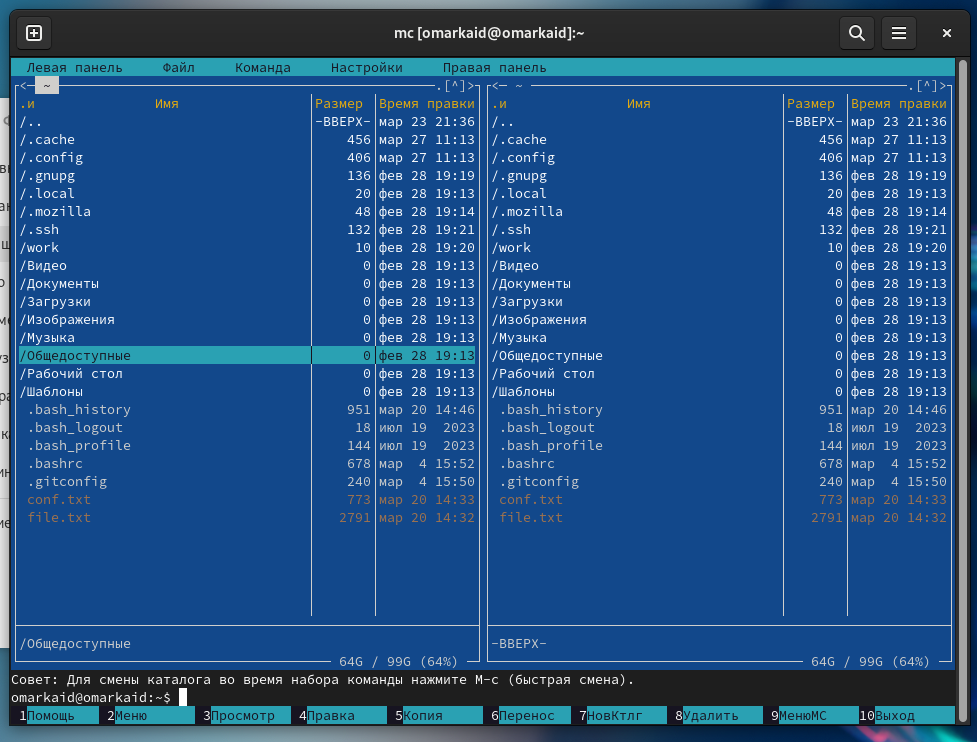 mc [omarkaid@omarkaid]:~
Левая панель Файл Команда Настройки Правая панель
<— ~ .[^]> <— ~ .[^]>
.и Имя Размер Время правки .и Имя Размер Время правки
/.. -ВВЕРХ- мар 23 21:36 /.. -ВВЕРХ- мар 23 21:36
/.cache 456 мар 27 11:13 /.cache 456 мар 27 11:13
/.config 406 мар 27 11:13 /.config 406 мар 27 11:13
/.gnupg 136 фев 28 19:19 /.gnupg 136 фев 28 19:19
/.local 20 фев 28 19:13 /.local 20 фев 28 19:13
/.mozilla 48 фев 28 19:14 /.mozilla 48 фев 28 19:14
/.ssh 132 фев 28 19:21 /.ssh 132 фев 28 19:21
/work 10 фев 28 19:20 /work 10 фев 28 19:20
/Видео 0 фев 28 19:13 /Видео 0 фев 28 19:13
/Документы 0 фев 28 19:13 /Документы 0 фев 28 19:13
/Загрузки 0 фев 28 19:13 /Загрузки 0 фев 28 19:13
/Изображения 0 фев 28 19:13 /Изображения 0 фев 28 19:13
/Музыка 0 фев 28 19:13 /Музыка 0 фев 28 19:13
/Общедоступные 0 фев 28 19:13 /Общедоступные 0 фев 28 19:13
/Рабочий стол 0 фев 28 19:13 /Рабочий стол 0 фев 28 19:13
/Шаблоны 0 фев 28 19:13 /Шаблоны 0 фев 28 19:13
.bash_history 951 мар 20 14:46 .bash_history 951 мар 20 14:46
.bash_logout 18 июл 19 2023 .bash_logout 18 июл 19 2023
.bash_profile 144 июл 19 2023 .bash_profile 144 июл 19 2023
.bashrc 678 мар 4 15:52 .bashrc 678 мар 4 15:52
.gitconfig 240 мар 4 15:50 .gitconfig 240 мар 4 15:50
conf.txt 773 мар 20 14:33 conf.txt 773 мар 20 14:33
file.txt 2791 мар 20 14:32 file.txt 2791 мар 20 14:32
/Общедоступные -ВВЕРХ-
64G / 99G (64%) 64G / 99G (64%)
Совет: Для смены каталога во время набора команды нажмите M-c (быстрая смена).
omarkaid@omarkaid:~$
1Помощь 2Меню 3Просмотр 4Правка 5Копия 6Перенос 7НовКтлг 8Удалить 9МенюMC 10Выход